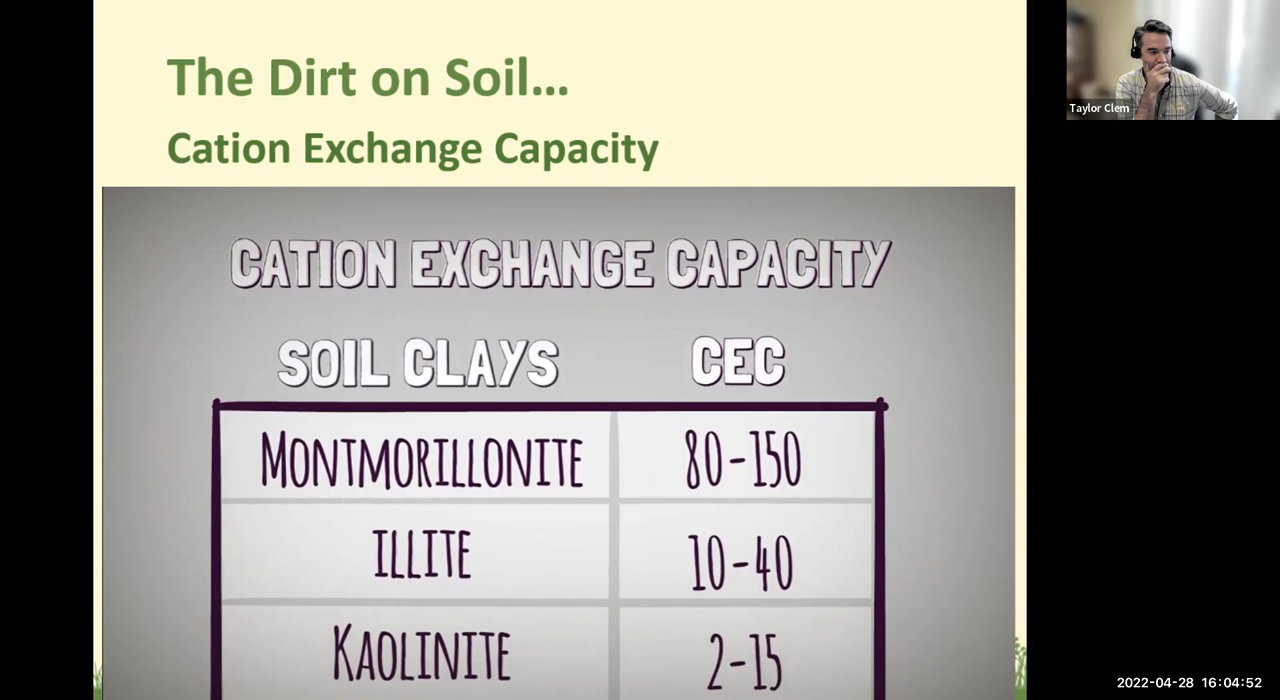 The Dirt on Soil...
Cation Exchange Capacity
CATION EXCHANGE CAPACITY
SOIL CLAYS CEC
MONTMORILLONITE 80-150
ILLITE 10-40
KAOLINITE 2-15
Taylor Clem
2022-04-28 16:04:52